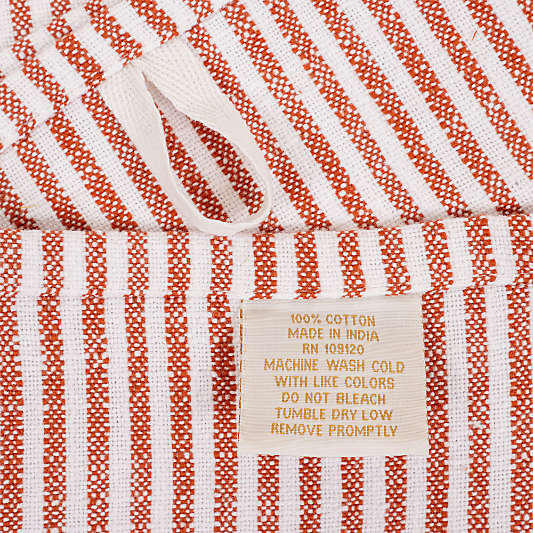 100% COTTON
MADE IN INDIA
RN 109120
MACHINE WASH COLD
WITH LIKE COLORS
DO NOT BLEACH
TUMBLE DRY LOW
REMOVE PROMPTLY